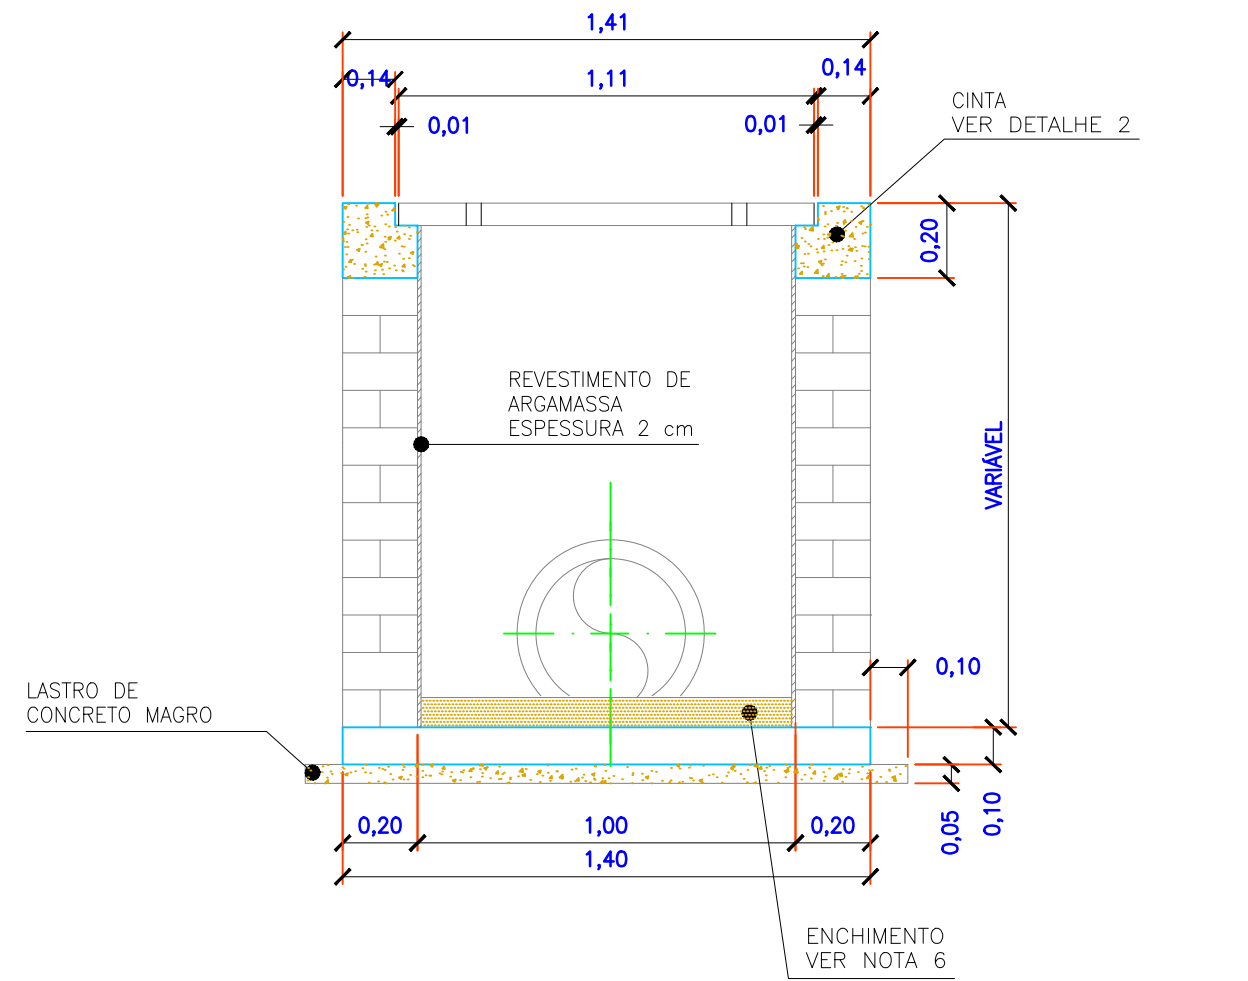 1,41
0,14
1,11
0,14
0,01
0,01
CINTA
VER DETALHE 2
0,20
REVESTIMENTO DE
ARGAMASSA
ESPESSURA 2 cm
VARIÁVEL
0,10
LASTRO DE
CONCRETO MAGRO
0,20
1,00
0,20
0,05
0,10
1,40
ENCHIMENTO
VER NOTA 6